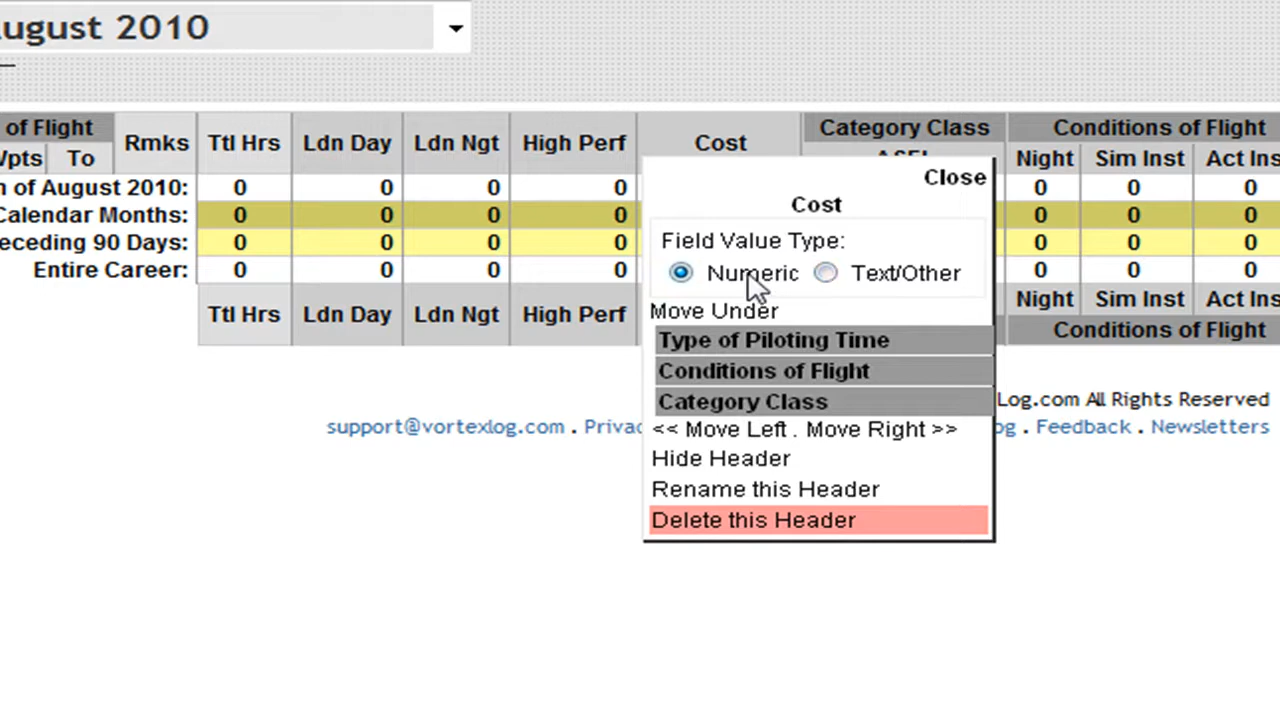 ugust 2010
of Flight Rmks Ttl Hrs Ldn Day Ldn Ngt High Perf Cost Category Class Conditions of Flight
Wpts To Night Sim Inst Act Ins
n of August 2010: 0 0 0 0 0 0 0
Calendar Months: 0 0 0 0 0 0 0
eceding 90 Days: 0 0 0 0 0 0 0
Entire Career: 0 0 0 0 0 0 0
Ttl Hrs Ldn Day Ldn Ngt High Perf Night Sim Inst Act Ins
Conditions of Flight
Close
Cost
Field Value Type:
Numeric Text/Other
Move Under
Type of Piloting Time
Conditions of Flight
Category Class
<< Move Left . Move Right >>
Hide Header
Rename this Header
Delete this Header
Log.com All Rights Reserved
support@vortexlog.com . Privac og . Feedback . Newsletters